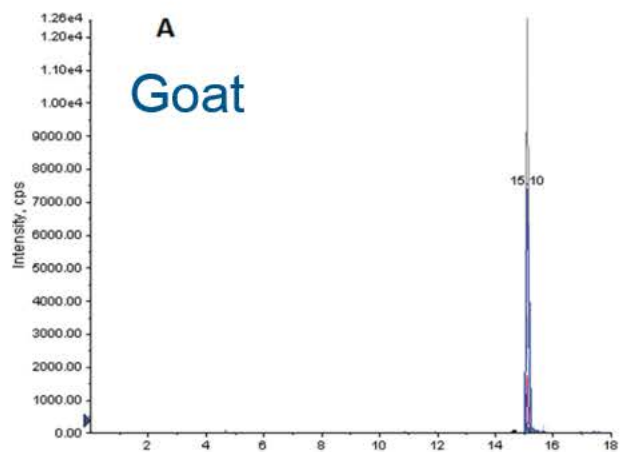 A
Goat
Intensity, cps
1.26e4
1.20e4
1.10e4
1.00e4
9000.00
8000.00
7000.00
6000.00
5000.00
4000.00
3000.00
2000.00
1000.00
0.00
15.10
2 4 6 8 10 12 14 16 18